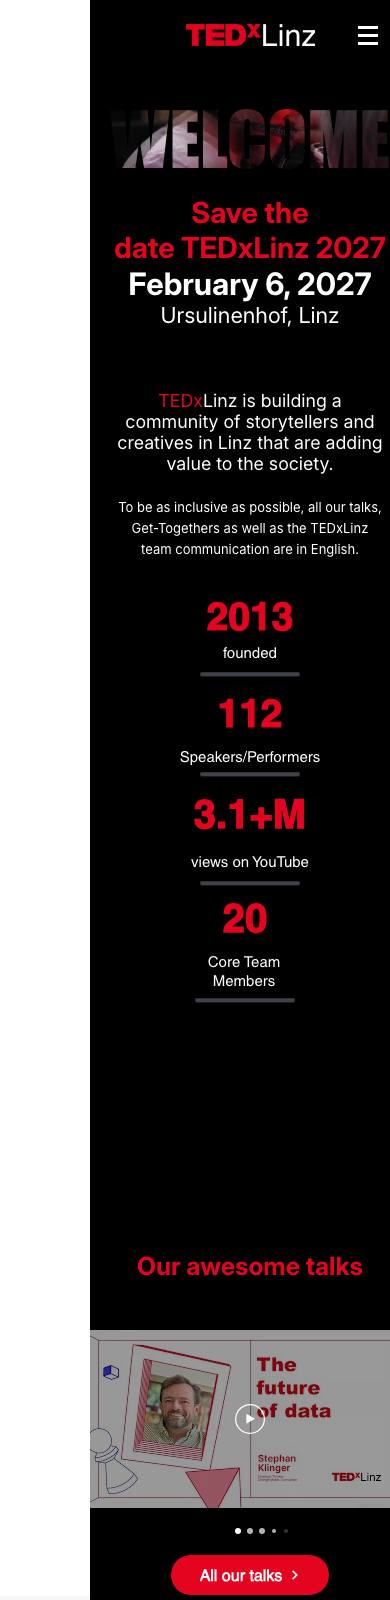 TEDxLinz
WELCOME
Save the
date TEDxLinz 2027
February 6, 2027
Ursulinenhof, Linz
TEDxLinz is building a
community of storytellers and
creatives in Linz that are adding
value to the society.
To be as inclusive as possible, all our talks,
Get-Togethers as well as the TEDxLinz
team communication are in English.
2013
founded
112
Speakers/Performers
3.1+M
views on YouTube
20
Core Team
Members
Our awesome talks
The
future
of data
Stephan
Klinger
TEDxLinz
All our talks